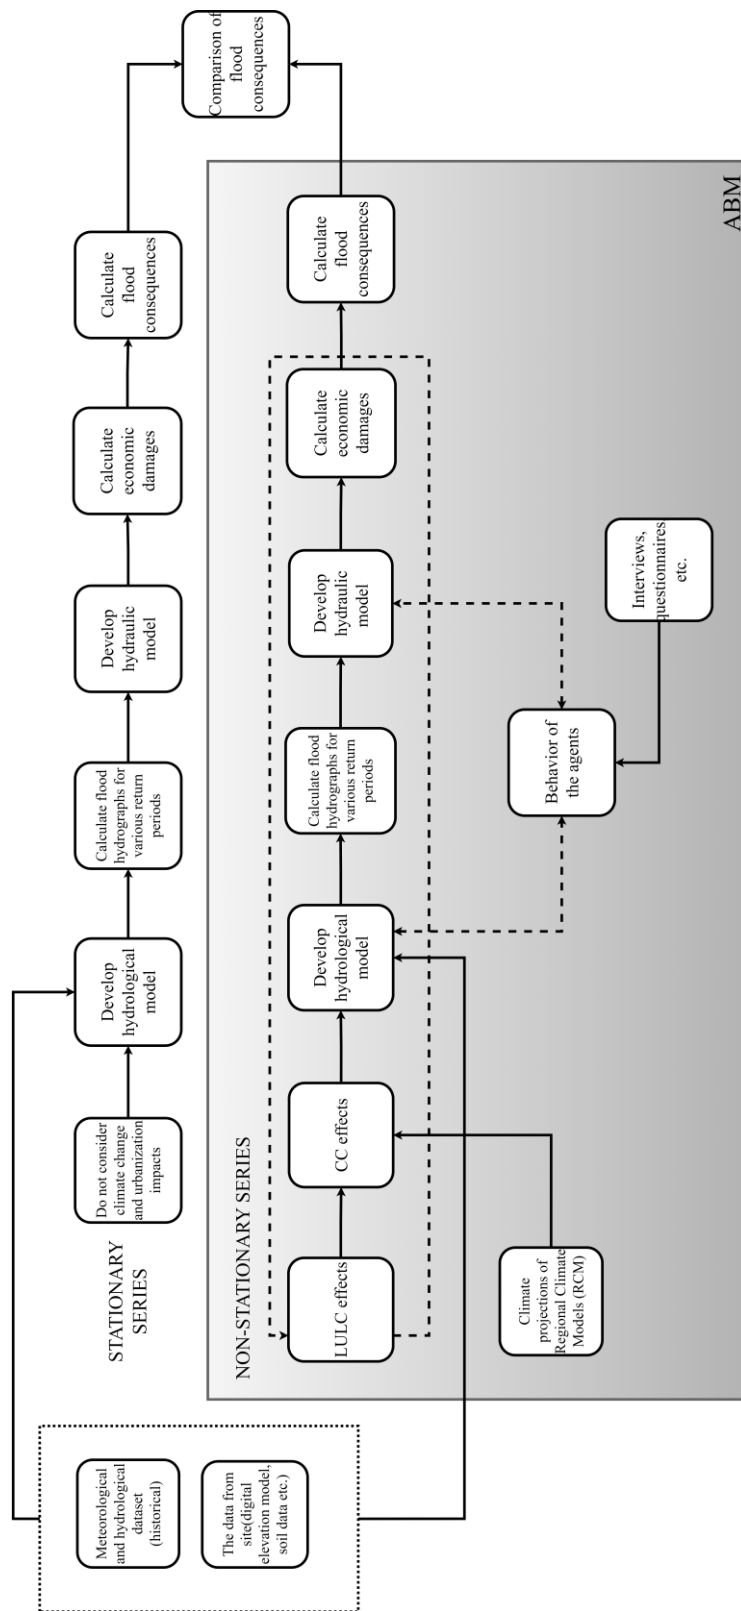 Meteorological
and hydrological
dataset
(historical)
The data from
site(digital
elevation model,
soil data etc.)
STATIONARY
SERIES
Do not consider
climate change
and urbanization
impacts
Develop
hydrological
model
Calculate flood
hydrographs for
various return
periods
Develop
hydraulic
model
Calculate
economic
damages
Calculate
flood
consequences
Comparison of
flood
consequences
NON-STATIONARY SERIES
LULC effects
CC effects
Develop
hydrological
model
Calculate flood
hydrographs for
various return
periods
Develop
hydraulic
model
Calculate
economic
damages
Calculate
flood
consequences
Climate
projections of
Regional Climate
Models (RCM)
Behavior of
the agents
Interviews,
questionnaires,
etc.
ABM